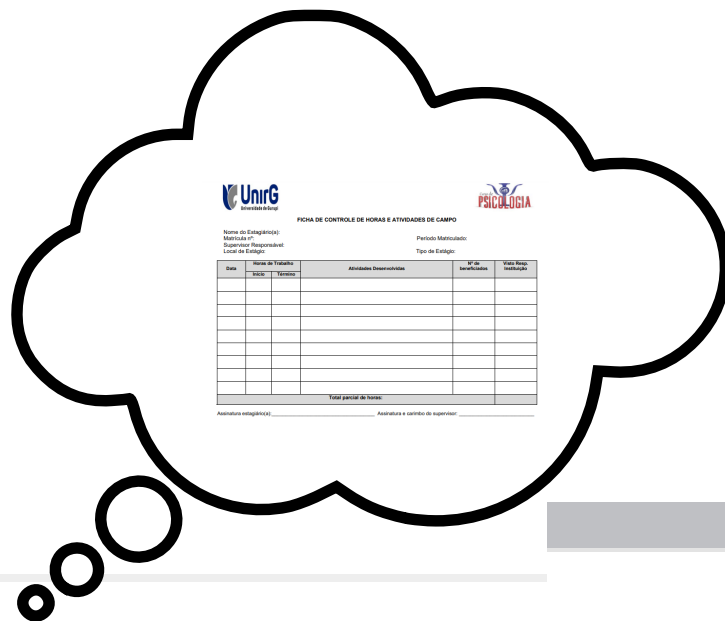 UnirG
Universidade de Gurupi
PSICOLOGIA
FICHA DE CONTROLE DE HORAS E ATIVIDADES DE CAMPO
Nome do Estagiário(a):
Matrícula nº: Período Matriculado:
Supervisor Responsável:
Local de Estágio: Tipo de Estágio:
Data Horas de Trabalho Atividades Desenvolvidas Nº de beneficiados Visto Resp. Instituição
Início Término
Total parcial de horas:
Assinatura estagiário(a): Assinatura e carimbo do supervisor: